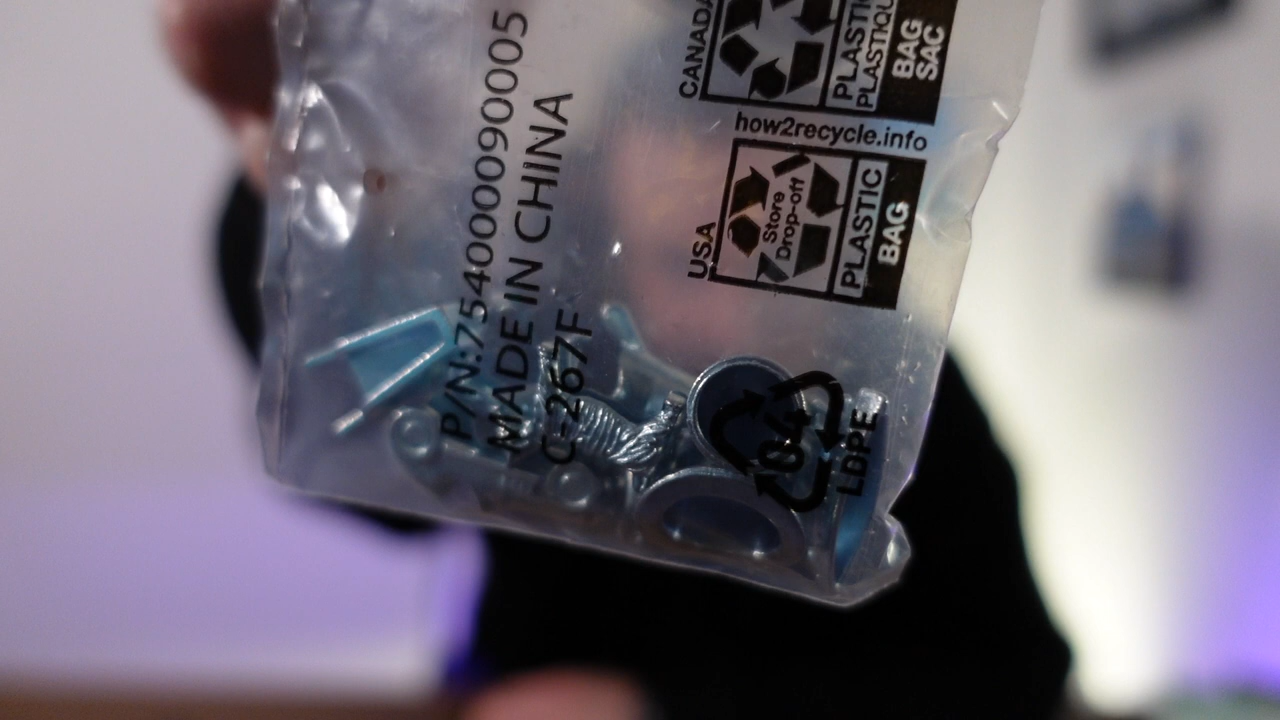 P/N:7540000990005
MADE IN CHINA
C-267F
CANADA
PLASTIC
PLASTIQUE
BAG
SAC
how2recycle.info
USA
Store
Drop-off
PLASTIC
BAG
04
LDPE